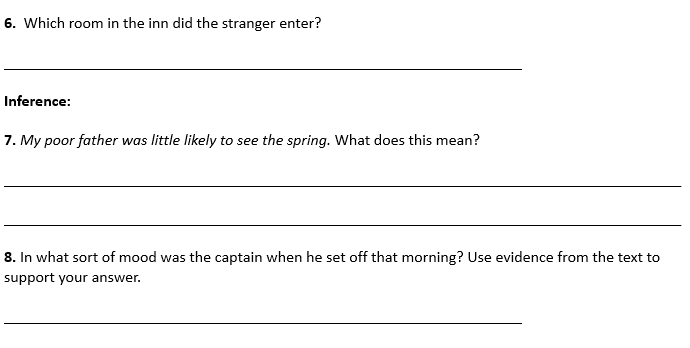 6. Which room in the inn did the stranger enter?
Inference:
7. My poor father was little likely to see the spring. What does this mean?
8. In what sort of mood was the captain when he set off that morning? Use evidence from the text to
support your answer.